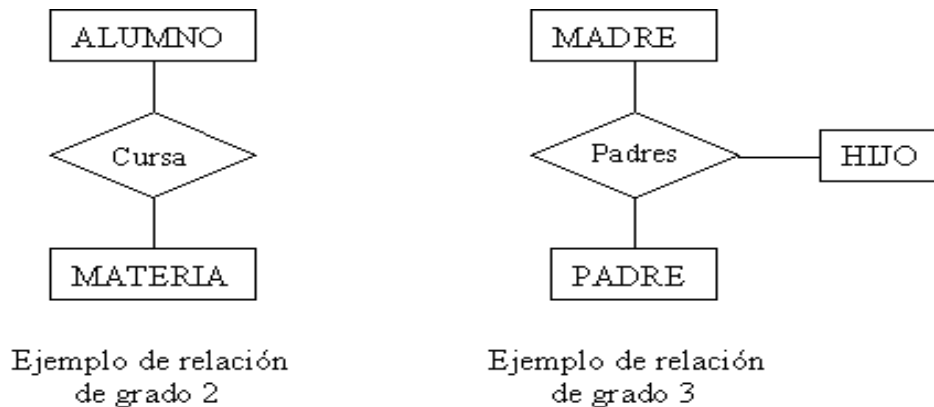 ALUMNO
Cursa
MATERIA
Ejemplo de relación
de grado 2
MADRE
Padres
HIJO
PADRE
Ejemplo de relación
de grado 3